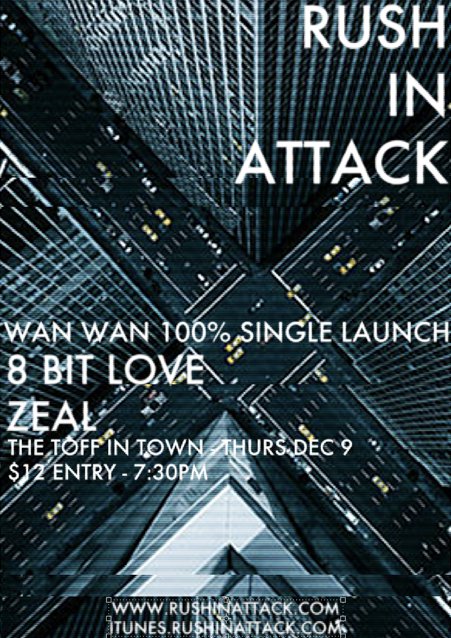 RUSH
IN
ATTACK
WAN WAN 100% SINGLE LAUNCH
8 BIT LOVE
ZEAL
THE TOFF IN TOWN - THURS DEC 9
$12 ENTRY - 7:30PM
WWW.RUSHINATTACK.COM
ITUNES.RUSHINATTACK.COM